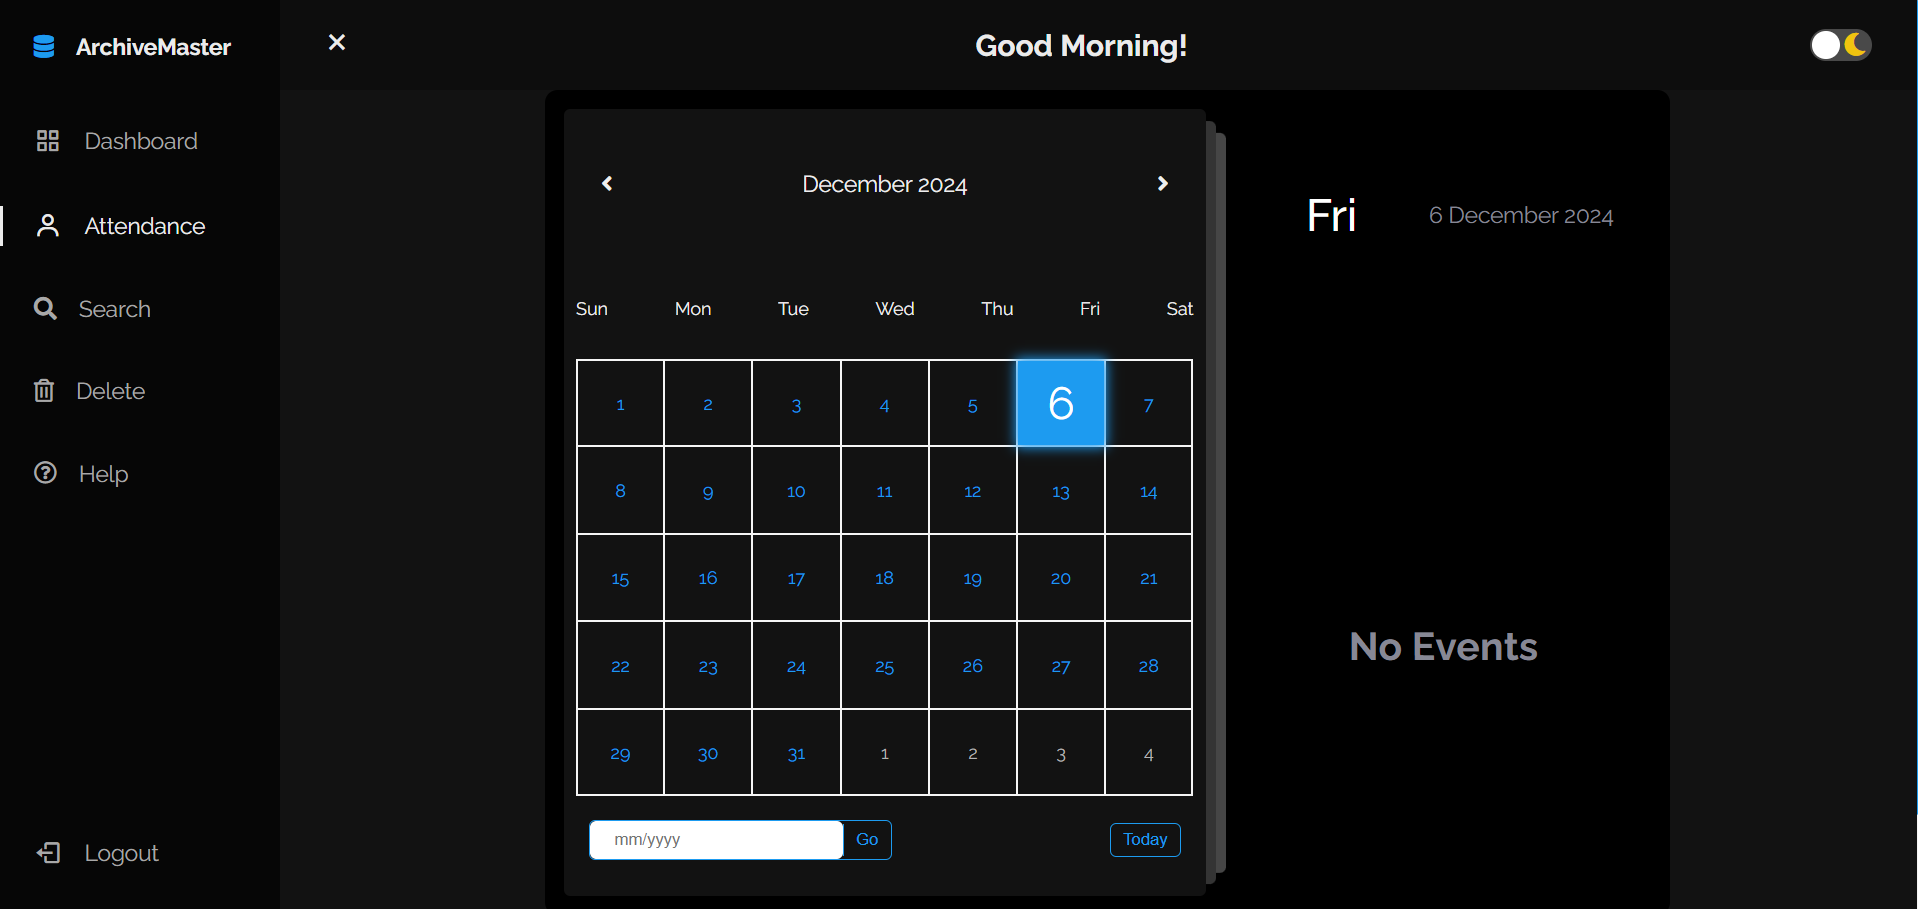 ArchiveMaster
Good Morning!
Dashboard
Attendance
Search
Delete
Help
Logout
December 2024
Sun Mon Tue Wed Thu Fri Sat
1 2 3 4 5 6 7
8 9 10 11 12 13 14
15 16 17 18 19 20 21
22 23 24 25 26 27 28
29 30 31 1 2 3 4
mm/yyyy Go Today
Fri 6 December 2024
No Events